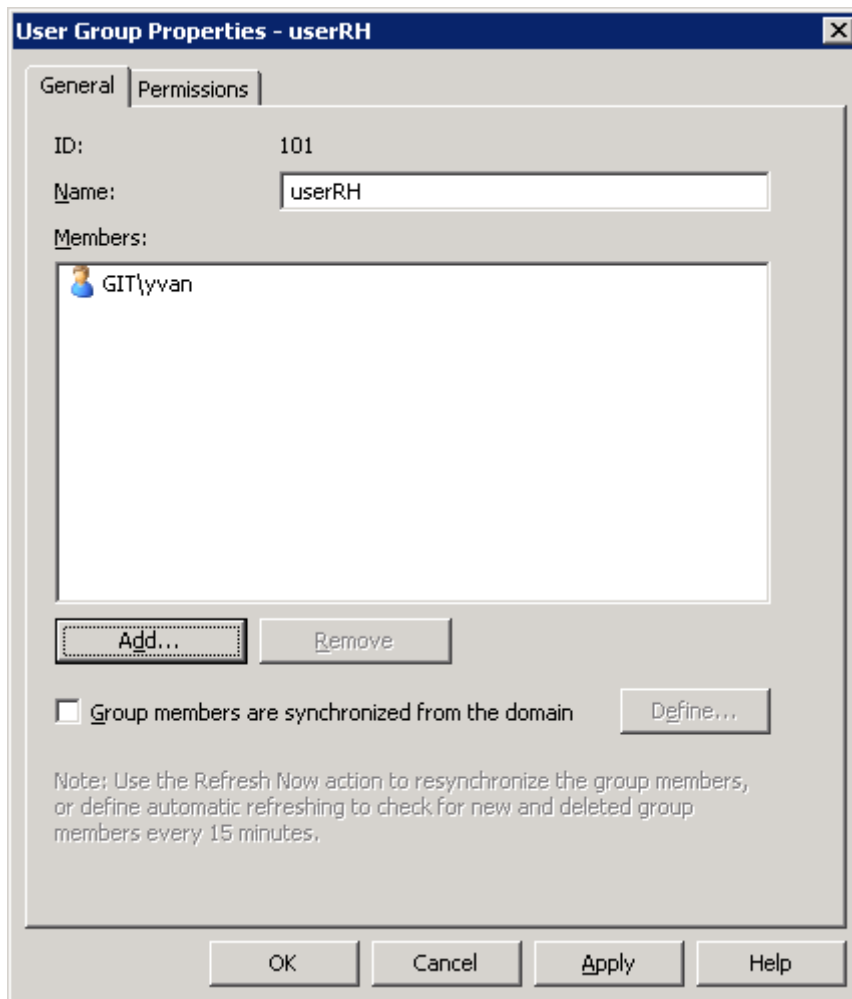 User Group Properties - userRH
General Permissions
ID: 101
Name: userRH
Members:
GIT\yvan
Add... Remove
Group members are synchronized from the domain Define...
Note: Use the Refresh Now action to resynchronize the group members,
or define automatic refreshing to check for new and deleted group
members every 15 minutes.
OK Cancel Apply Help